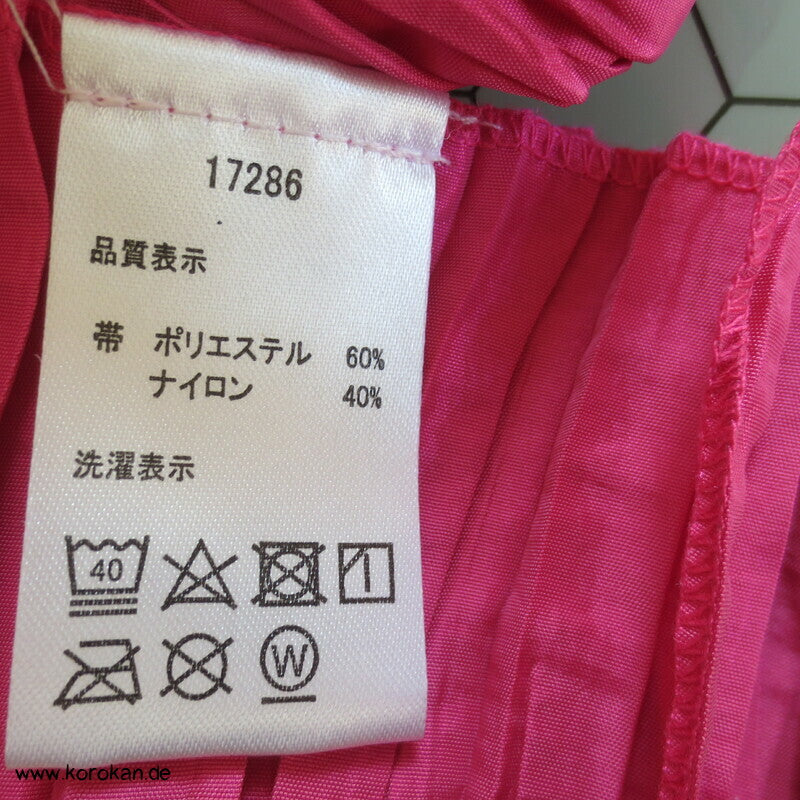 17286
品質表示
帯 ポリエステル 60%
ナイロン 40%
洗濯表示
40
W
www.korokan.de